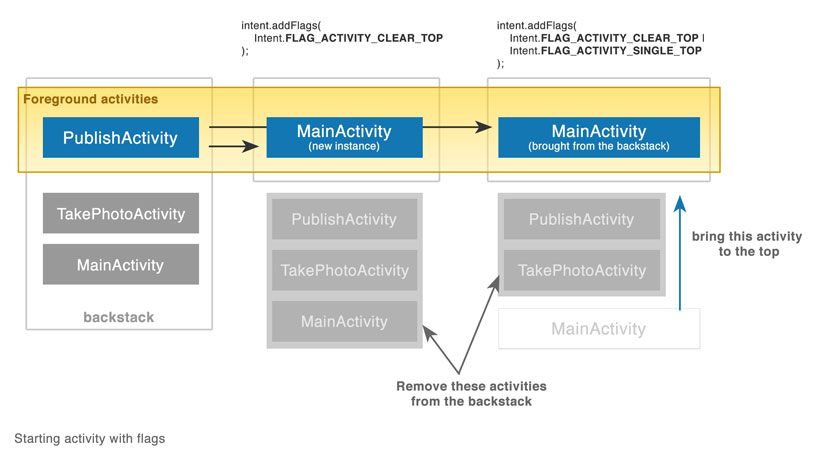 intent.addFlags(
Intent.FLAG_ACTIVITY_CLEAR_TOP
);
intent.addFlags(
Intent.FLAG_ACTIVITY_CLEAR_TOP |
Intent.FLAG_ACTIVITY_SINGLE_TOP
);
Foreground activities
PublishActivity
MainActivity
(new instance)
MainActivity
(brought from the backstack)
TakePhotoActivity
MainActivity
backstack
PublishActivity
TakePhotoActivity
MainActivity
PublishActivity
TakePhotoActivity
MainActivity
bring this activity
to the top
Remove these activities
from the backstack
Starting activity with flags